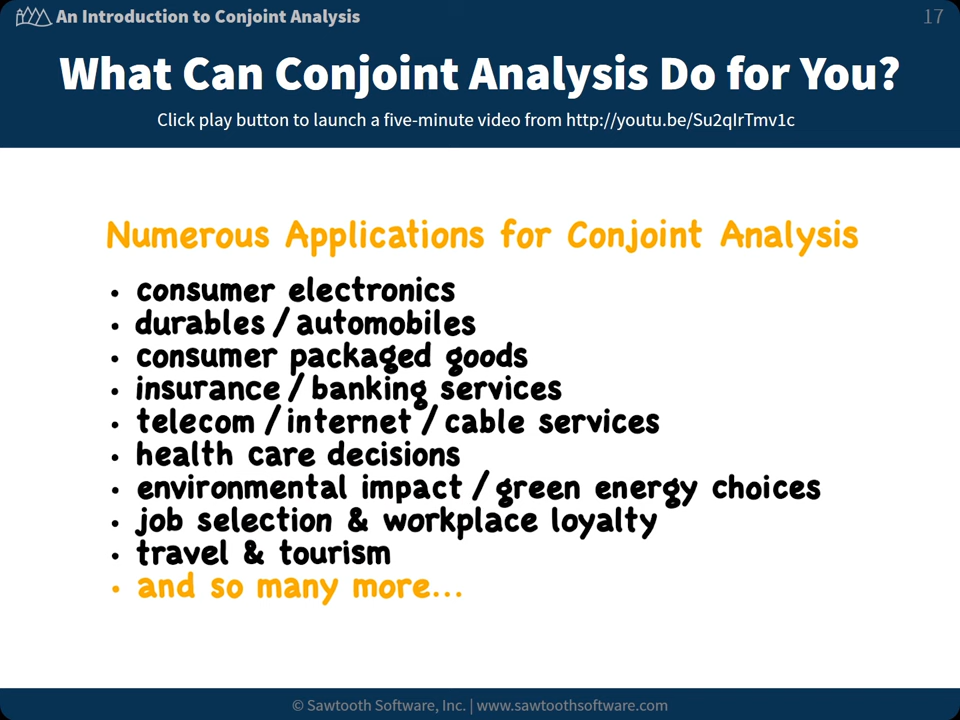 An Introduction to Conjoint Analysis
17
What Can Conjoint Analysis Do for You?
Click play button to launch a five-minute video from http://youtu.be/Su2qIrTmv1c
Numerous Applications for Conjoint Analysis
• consumer electronics
• durables / automobiles
• consumer packaged goods
• insurance / banking services
• telecom / internet / cable services
• health care decisions
• environmental impact / green energy choices
• job selection & workplace loyalty
• travel & tourism
• and so many more...
© Sawtooth Software, Inc. | www.sawtoothsoftware.com